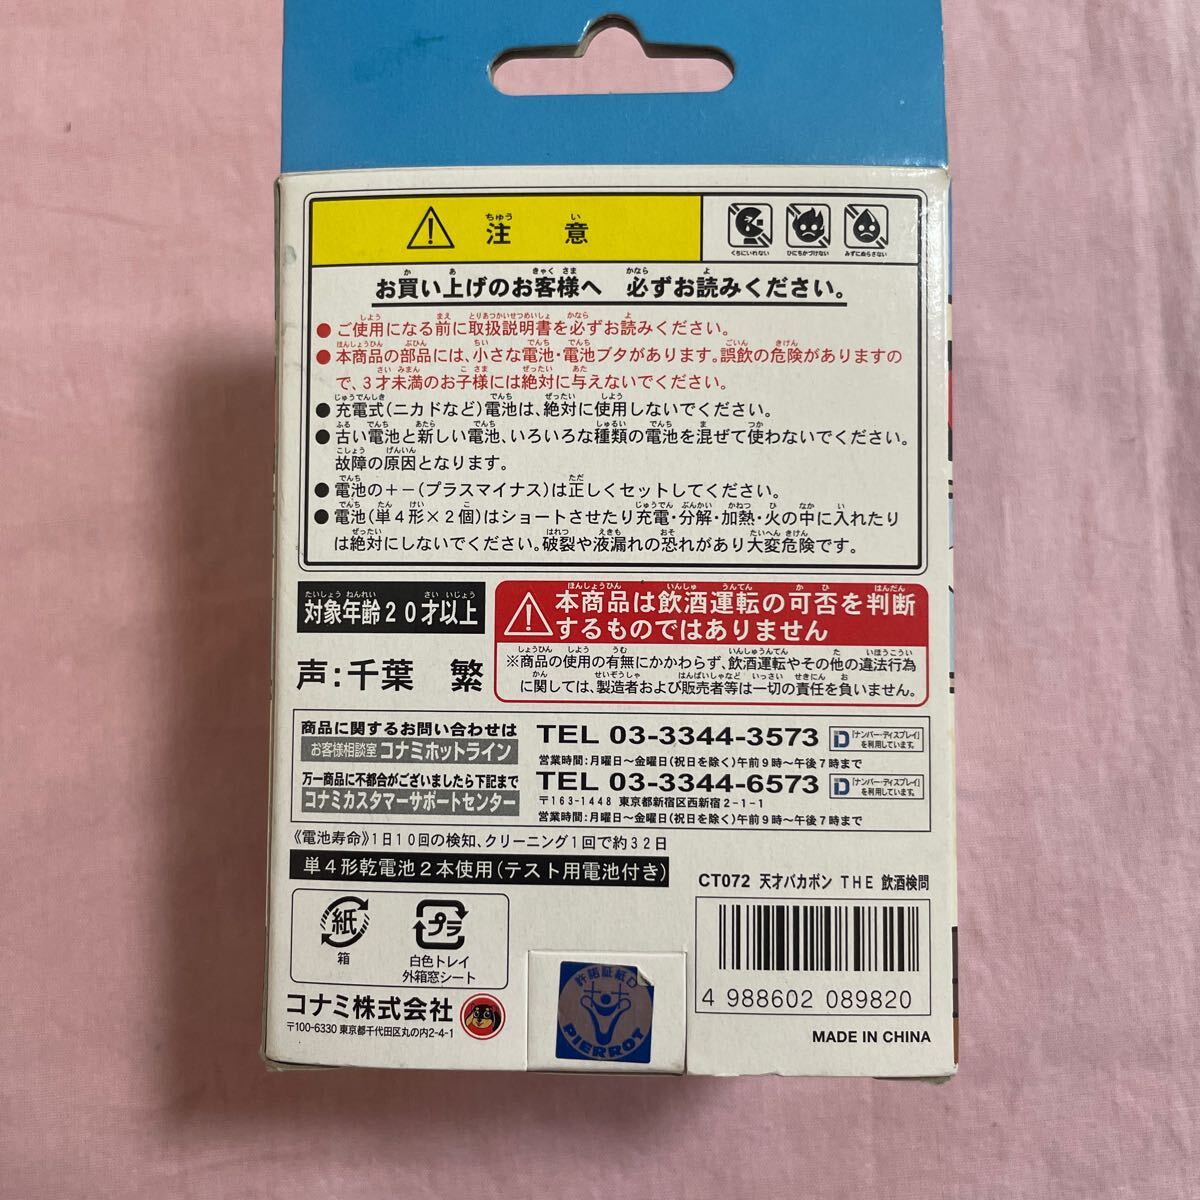 注意
くちにいれない ひにちかづけない みずにぬらさない
お買い上げのお客様へ 必ずお読みください。
●ご使用になる前に取扱説明書を必ずお読みください。
●本商品の部品には、小さな電池・電池ブタがあります。誤飲の危険がありますの
で、3才未満のお子様には絶対に与えないでください。
●充電式(ニカドなど)電池は、絶対に使用しないでください。
●古い電池と新しい電池、いろいろな種類の電池を混ぜて使わないでください。
故障の原因となります。
●電池の+-(プラスマイナス)は正しくセットしてください。
●電池(単4形×2個)はショートさせたり充電・分解・加熱・火の中に入れたり
は絶対にしないでください。破裂や液漏れの恐れがあり大変危険です。
対象年齢20才以上
声:千葉 繁
本商品は飲酒運転の可否を判断
するものではありません
※商品の使用の有無にかかわらず、飲酒運転やその他の違法行為
に関しては、製造者および販売者等は一切の責任を負いません。
商品に関するお問い合わせは
お客様相談室 コナミホットライン
TEL 03-3344-3573
「ナンバー・ディスプレイ」
を利用しています。
営業時間:月曜日〜金曜日(祝日を除く)午前9時〜午後7時まで
万一商品に不都合がございましたら下記まで
コナミカスタマーサポートセンター
TEL 03-3344-6573
「ナンバー・ディスプレイ」
を利用しています。
〒163-1448 東京都新宿区西新宿2-1-1
営業時間:月曜日〜金曜日(祝日を除く)午前9時〜午後7時まで
《電池寿命》1日10回の検知、クリーニング1回で約32日
単4形乾電池2本使用(テスト用電池付き)
紙
箱
プラ
白色トレイ
外箱窓シート
コナミ株式会社
〒100-6330 東京都千代田区丸の内2-4-1
許諾証紙D
PIERROT
CT072 天才バカボン THE 飲酒検問
4 988602 089820
MADE IN CHINA